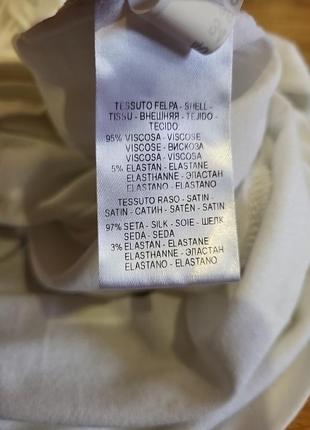 TESSUTO FELPA - SHELL -
TISSU - ВНЕШНЯЯ - TEJIDO -
TECIDO
95% VISCOSA - VISCOSE
VISCOSE - ВИСКОЗА
VISCOSA - VISCOSA
5% ELASTAN - ELASTANE
ELASTHANNE - ЭЛАСТАН
ELASTANO - ELASTANO
TESSUTO RASO - SATIN -
SATIN - САТИН - SATÉN - SATIN
97% SETA - SILK - SOIE - ШЕЛК
SEDA - SEDA
3% ELASTAN - ELASTANE
ELASTHANNE - ЭЛАСТАН
ELASTANO - ELASTANO